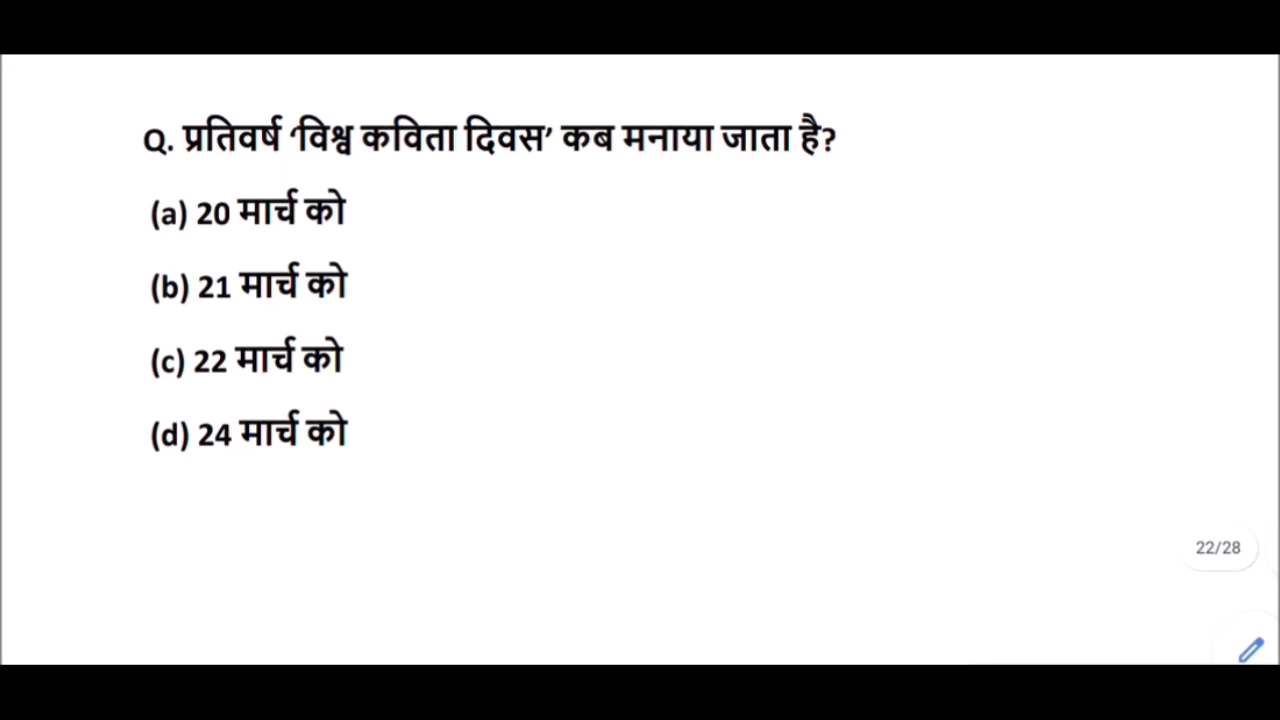 Q. प्रतिवर्ष ‘विश्व कविता दिवस’ कब मनाया जाता है?
(a) 20 मार्च को
(b) 21 मार्च को
(c) 22 मार्च को
(d) 24 मार्च को
22/28